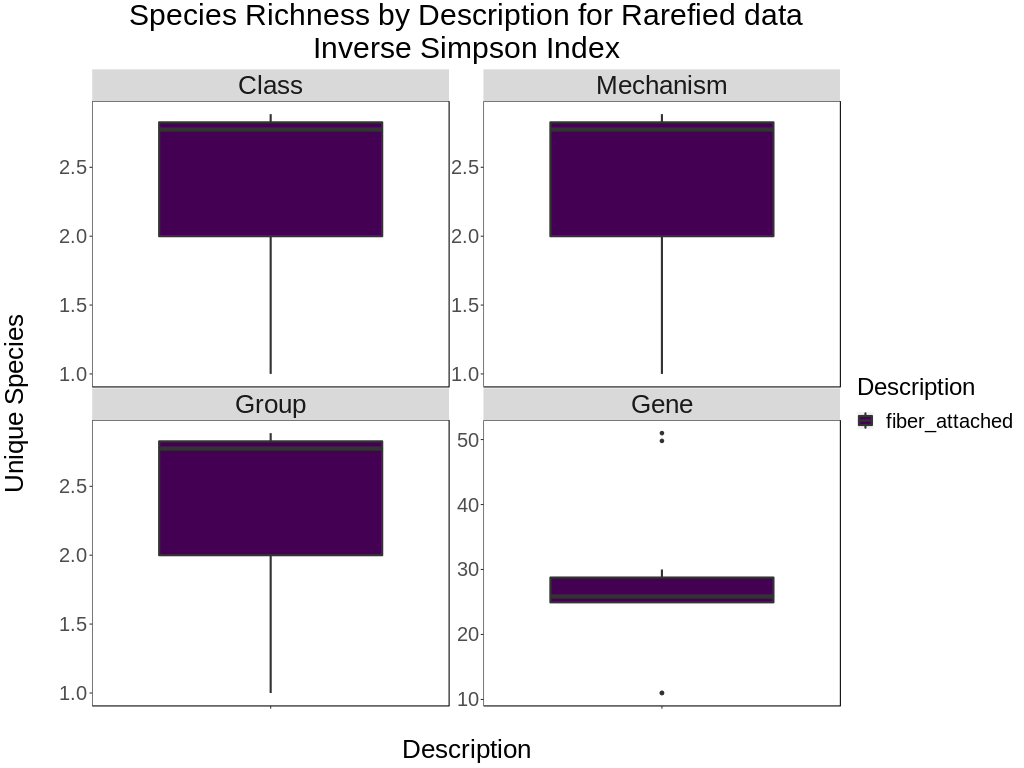 Species Richness by Description for Rarefied data
Inverse Simpson Index
Class
Mechanism
2.5
2.0
1.5
1.0
2.5
2.0
1.5
1.0
Group
Gene
2.5
2.0
1.5
1.0
50
40
30
20
10
Unique Species
Description
Description
fiber_attached